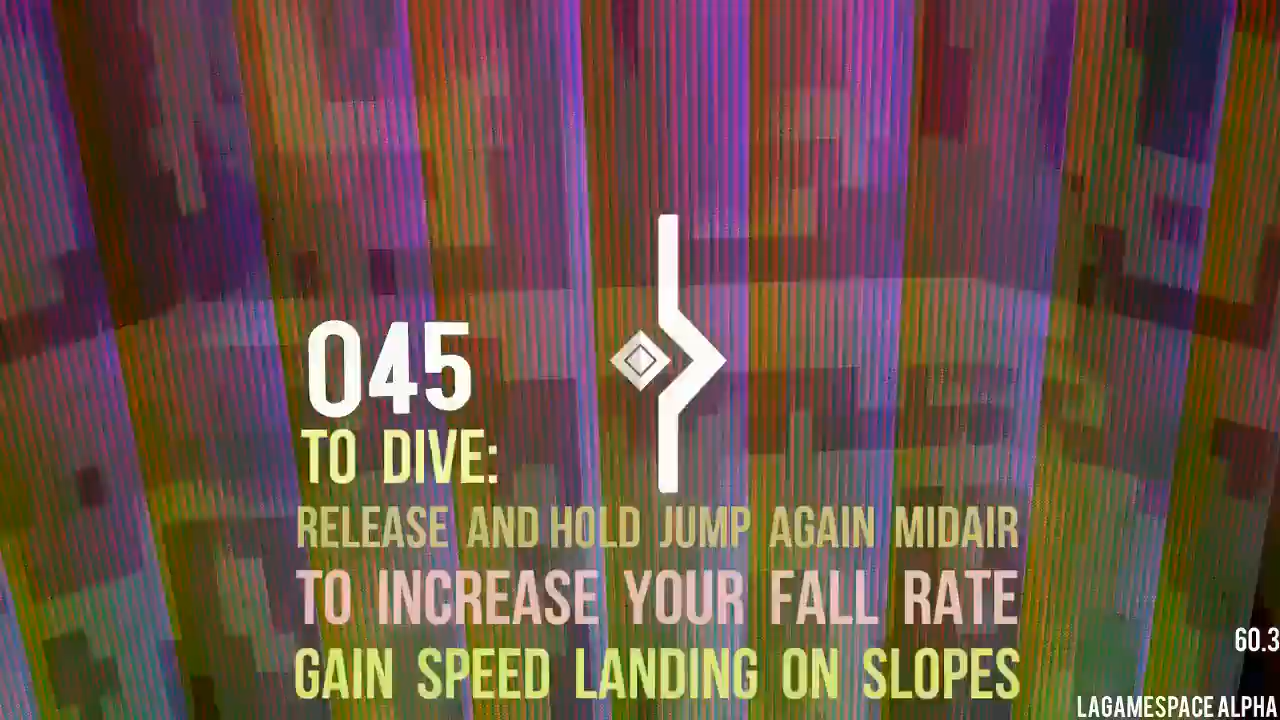 045
TO DIVE:
RELEASE AND HOLD JUMP AGAIN MIDAIR
TO INCREASE YOUR FALL RATE
GAIN SPEED LANDING ON SLOPES
60.3
LAGAMESPACE ALPHA